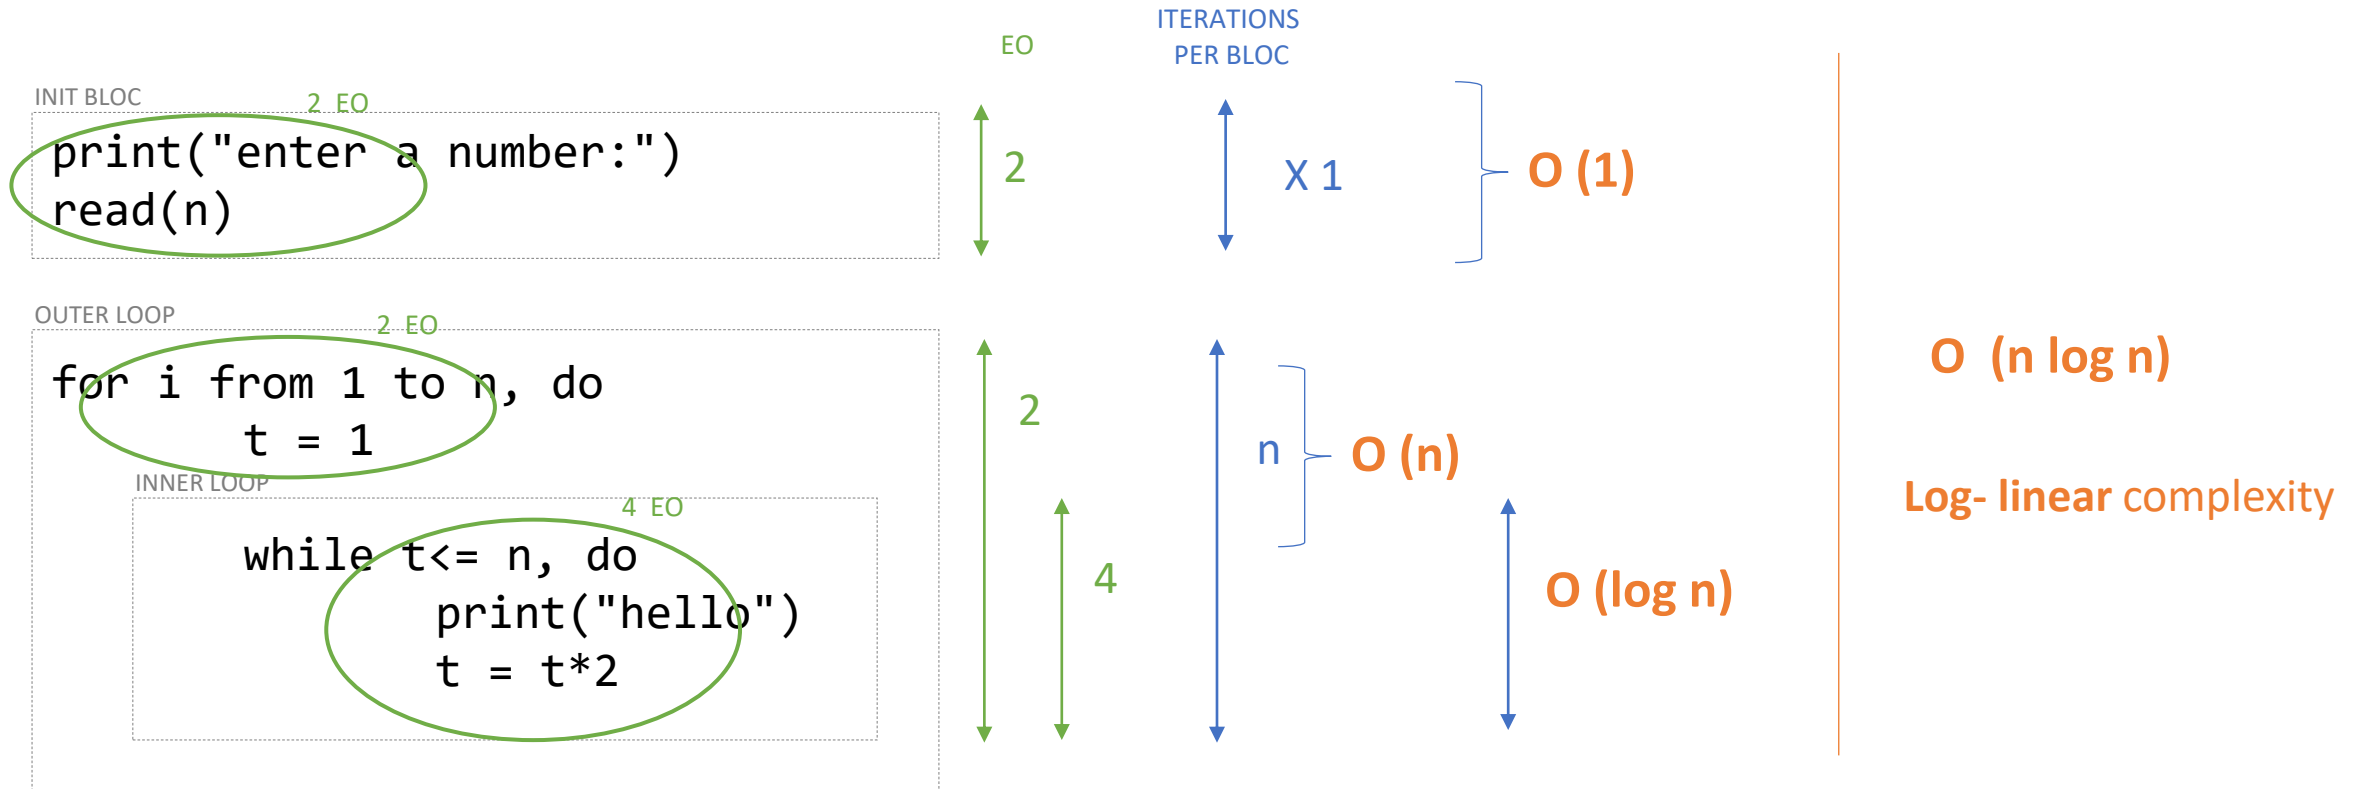 ITERATIONS
PER BLOC
EO
INIT BLOC
2 EO
print("enter a number:")
read(n)
2
X 1
O (1)
OUTER LOOP
2 EO
for i from 1 to n, do
t = 1
2
n
O (n)
O (n log n)
Log- linear complexity
INNER LOOP
4 EO
while t<= n, do
print("hello")
t = t*2
4
O (log n)